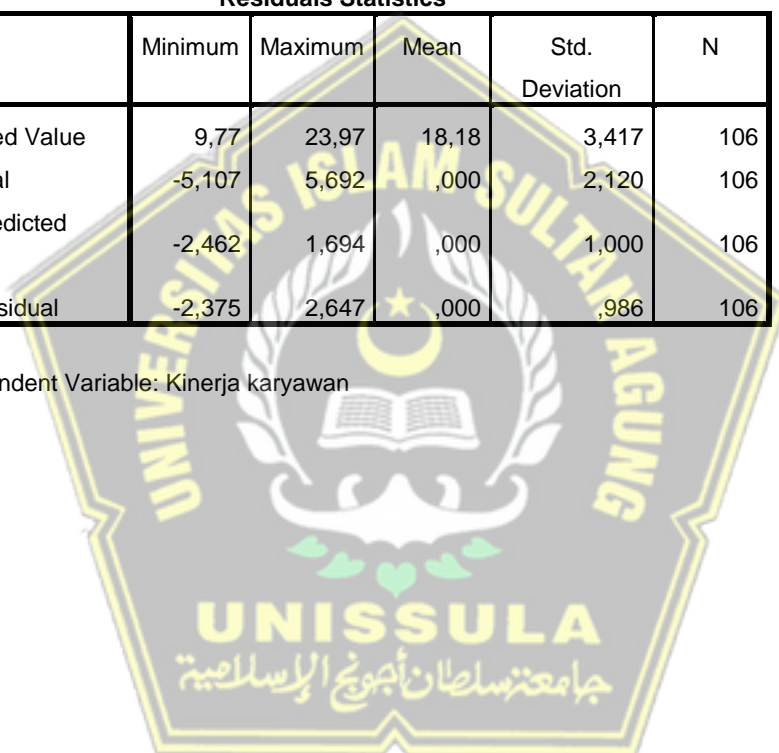 Residuals Statistics
Minimum Maximum Mean Std. Deviation N
ed Value 9,77 23,97 18,18 3,417 106
al -5,107 5,692 ,000 2,120 106
edicted
-2,462 1,694 ,000 1,000 106
sidual -2,375 2,647 ,000 ,986 106
ndent Variable: Kinerja karyawan
UNIVERSITAS ISLAM SULTAN AGUNG
UNISSULA
جامعة سلطان أجونج الإسلامية